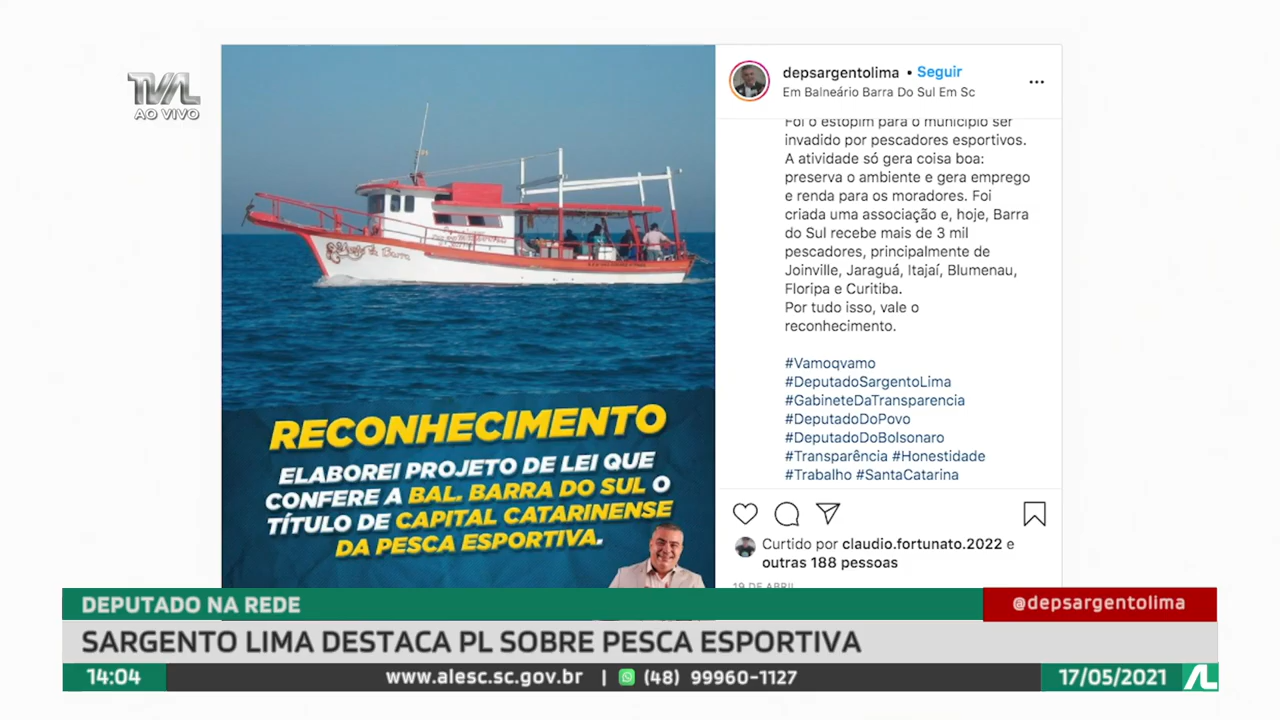 TVAL
AO VIVO
depsargentolima • Seguir
Em Balneário Barra Do Sul Em Sc
Foi o estopim para o município ser
invadido por pescadores esportivos.
A atividade só gera coisa boa:
preserva o ambiente e gera emprego
e renda para os moradores. Foi
criada uma associação e, hoje, Barra
do Sul recebe mais de 3 mil
pescadores, principalmente de
Joinville, Jaraguá, Itajaí, Blumenau,
Floripa e Curitiba.
Por tudo isso, vale o
reconhecimento.
#Vamoqvamo
#DeputadoSargentoLima
#GabineteDaTransparencia
#DeputadoDoPovo
#DeputadoDoBolsonaro
#Transparência #Honestidade
#Trabalho #SantaCatarina
Curtido por claudio.fortunato.2022 e
outras 188 pessoas
19 DE ABRIL
RECONHECIMENTO
ELABOREI PROJETO DE LEI QUE
CONFERE A BAL. BARRA DO SUL O
TÍTULO DE CAPITAL CATARINENSE
DA PESCA ESPORTIVA.
DEPUTADO NA REDE
@depsargentolima
SARGENTO LIMA DESTACA PL SOBRE PESCA ESPORTIVA
14:04
www.alesc.sc.gov.br | (48) 99960-1127
17/05/2021
AL